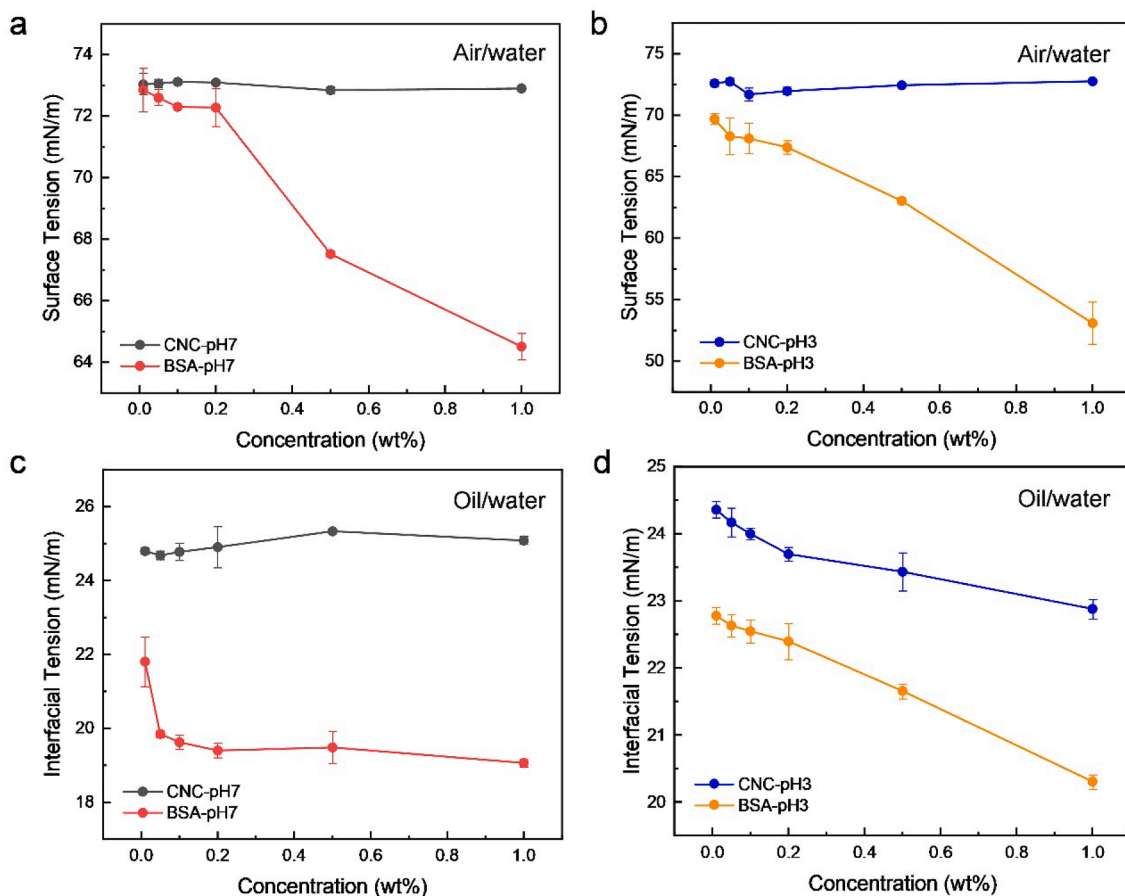 a
Air/water
Surface Tension (mN/m)
74
72
70
68
66
64
CNC-pH7
BSA-pH7
0.0 0.2 0.4 0.6 0.8 1.0
Concentration (wt%)
b
Air/water
Surface Tension (mN/m)
75
70
65
60
55
50
CNC-pH3
BSA-pH3
0.0 0.2 0.4 0.6 0.8 1.0
Concentration (wt%)
c
Oil/water
Interfacial Tension (mN/m)
26
24
22
20
18
CNC-pH7
BSA-pH7
0.0 0.2 0.4 0.6 0.8 1.0
Concentration (wt%)
d
Oil/water
Interfacial Tension (mN/m)
25
24
23
22
21
20
CNC-pH3
BSA-pH3
0.0 0.2 0.4 0.6 0.8 1.0
Concentration (wt%)